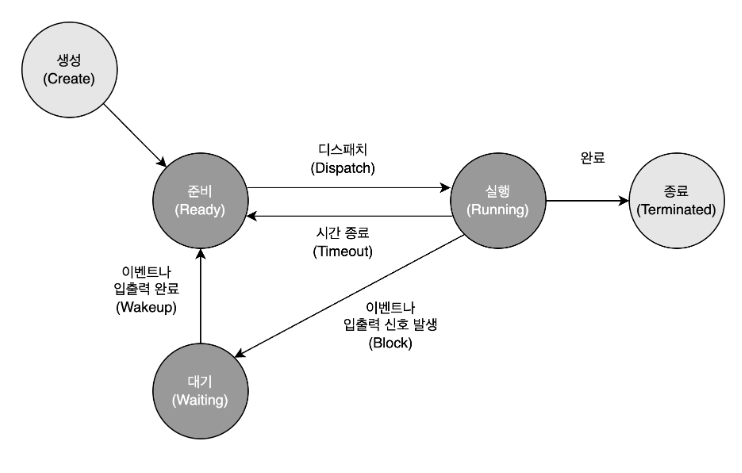 생성
(Create)
디스패치
(Dispatch)
완료
준비
(Ready)
실행
(Running)
종료
(Terminated)
시간 종료
(Timeout)
이벤트나
입출력 완료
(Wakeup)
이벤트나
입출력 신호 발생
(Block)
대기
(Waiting)